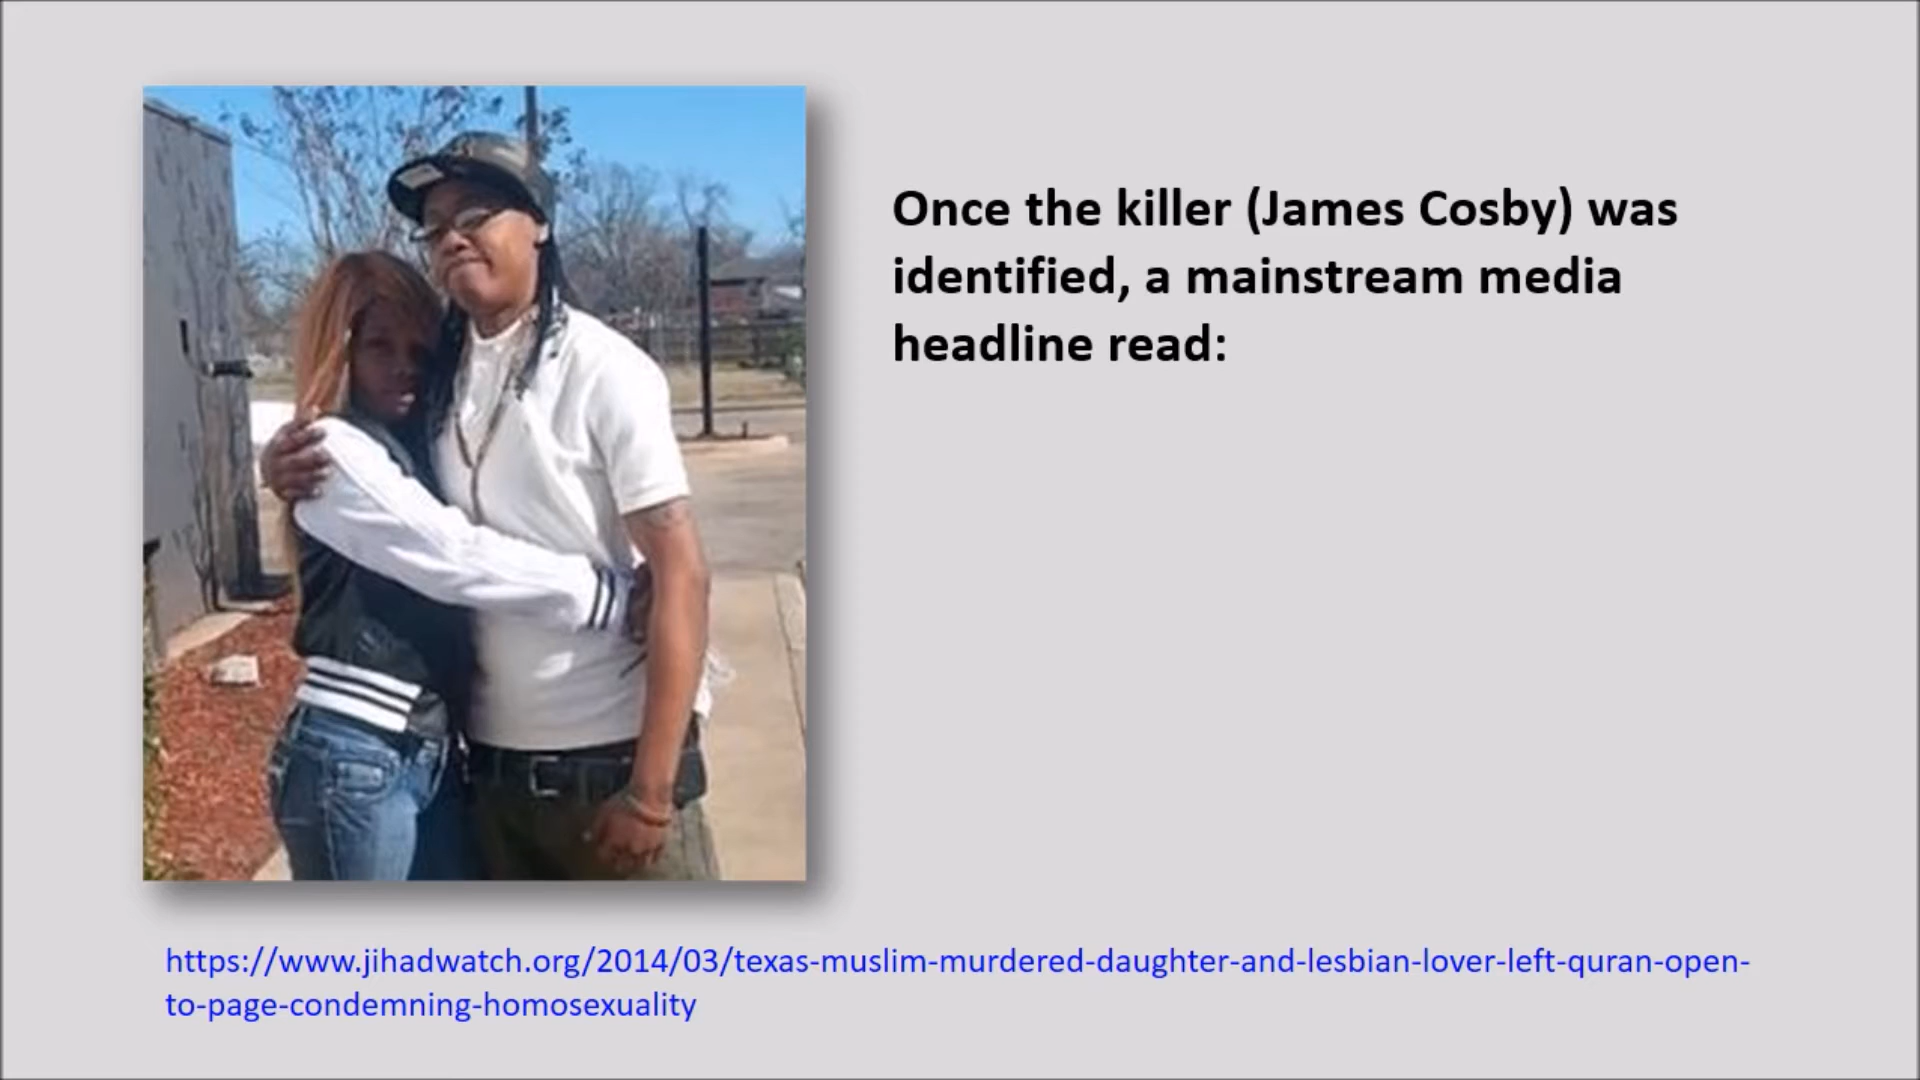 Once the killer (James Cosby) was
identified, a mainstream media
headline read:
https://www.jihadwatch.org/2014/03/texas-muslim-murdered-daughter-and-lesbian-lover-left-quran-open-
to-page-condemning-homosexuality